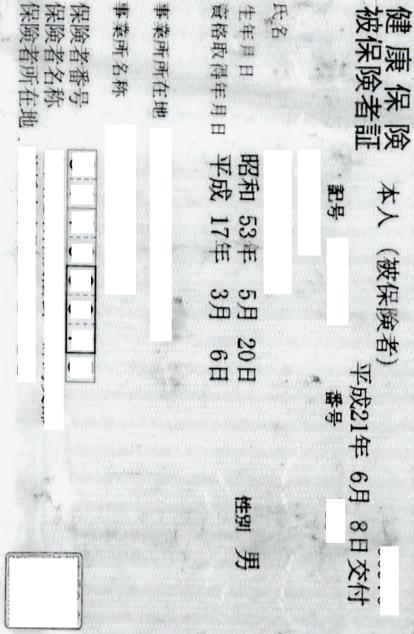 健康保険
被保険者証
本人（被保険者）
平成21年 6月 8日 交付
記号
番号
氏名
生年月日 昭和 53年 5月 20日 性別 男
資格取得年月日 平成 17年 3月 6日
事業所所在地
事業所名称
保険者番号
保険者名称
保険者所在地